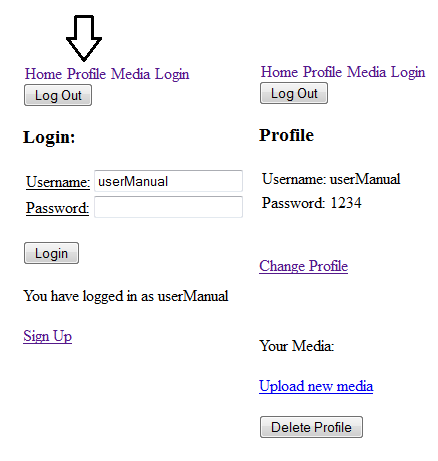 Home Profile Media Login
Log Out
Login:
Username: userManual
Password:
Login
You have logged in as userManual
Sign Up
Home Profile Media Login
Log Out
Profile
Username: userManual
Password: 1234
Change Profile
Your Media:
Upload new media
Delete Profile